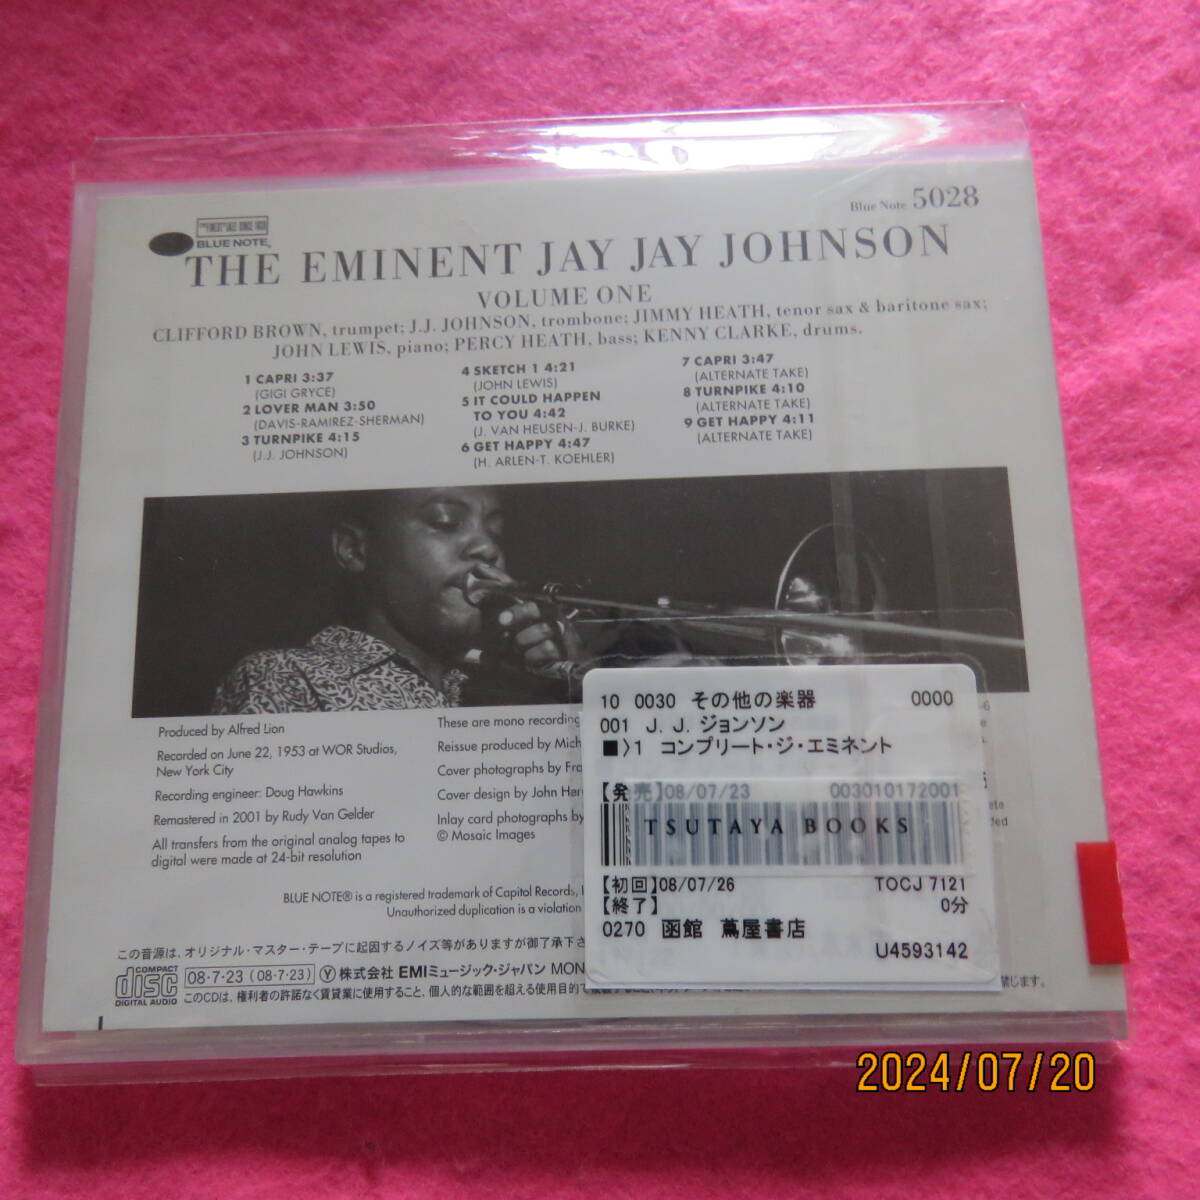 Blue Note 5028
BLUE NOTE
THE EMINENT JAY JAY JOHNSON
VOLUME ONE
CLIFFORD BROWN, trumpet; J.J. JOHNSON, trombone; JIMMY HEATH, tenor sax & baritone sax;
JOHN LEWIS, piano; PERCY HEATH, bass; KENNY CLARKE, drums.
1 CAPRI 3:37
(GIGI GRYCE)
2 LOVER MAN 3:50
(DAVIS-RAMIREZ-SHERMAN)
3 TURNPIKE 4:15
(J.J. JOHNSON)
4 SKETCH 1 4:21
(JOHN LEWIS)
5 IT COULD HAPPEN
TO YOU 4:42
(J. VAN HEUSEN-J. BURKE)
6 GET HAPPY 4:47
(H. ARLEN-T. KOEHLER)
7 CAPRI 3:47
(ALTERNATE TAKE)
8 TURNPIKE 4:10
(ALTERNATE TAKE)
9 GET HAPPY 4:11
(ALTERNATE TAKE)
Produced by Alfred Lion
Recorded on June 22, 1953 at WOR Studios,
New York City
Recording engineer: Doug Hawkins
Remastered in 2001 by Rudy Van Gelder
All transfers from the original analog tapes to
digital were made at 24-bit resolution
These are mono recording
Reissue produced by Mich
Cover photographs by Fra
Cover design by John Her
Inlay card photographs by
© Mosaic Images
BLUE NOTE® is a registered trademark of Capitol Records,
Unauthorized duplication is a violation
10 0030 その他の楽器 0000
001 J. J. ジョンソン
■〉1 コンプリート・ジ・エミネント
【発売】08/07/23 003010172001
TSUTAYA BOOKS
【初回】08/07/26 TOCJ 7121
【終了】 0分
0270 函館 蔦屋書店
U4593142
この音源は、オリジナル・マスター・テープに起因するノイズ等がありますが御了承下さ
COMPACT
disc
DIGITAL AUDIO
08・7・23 (08・7・23) Ⓨ 株式会社 EMIミュージック・ジャパン MON
このCDは、権利者の許諾なく賃貸業に使用すること、個人的な範囲を超える使用目的で
禁じます。
2024/07/20